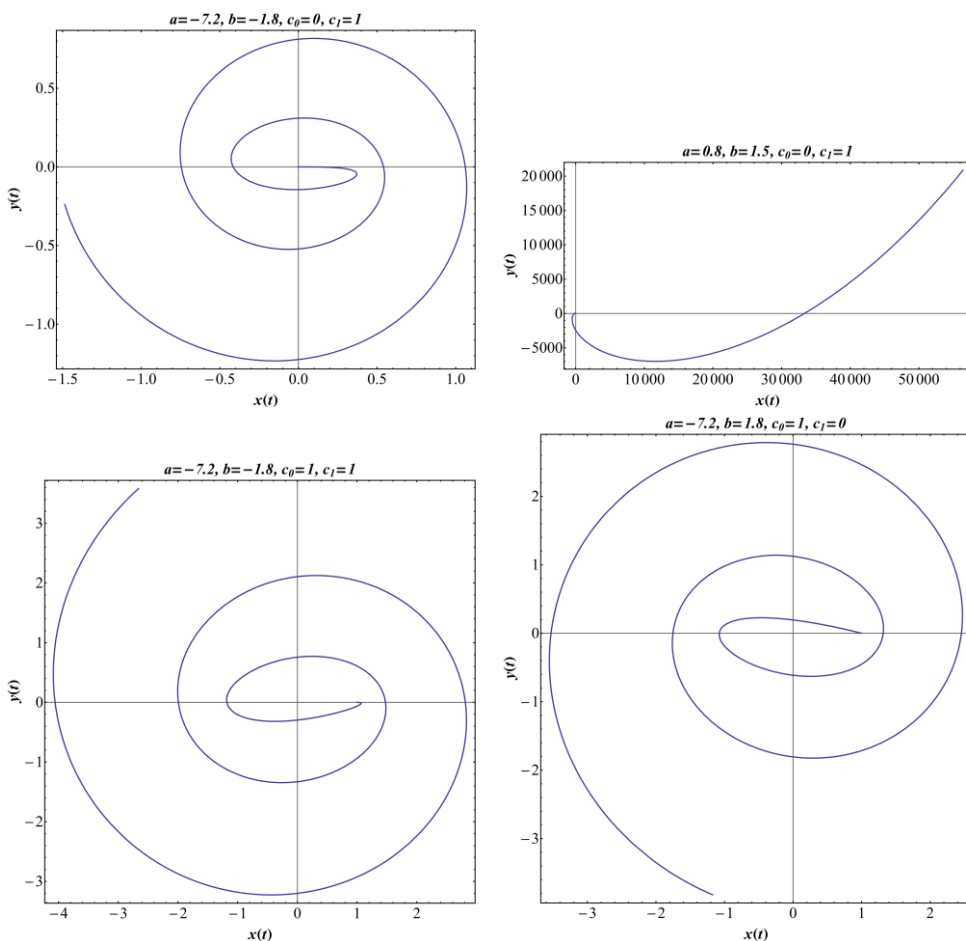 a=−7.2, b=−1.8, c₀=0, c₁=1
y(t)
0.5
0.0
−0.5
−1.0
−1.5 −1.0 −0.5 0.0 0.5 1.0
x(t)
a=0.8, b=1.5, c₀=0, c₁=1
y(t)
20 000
15 000
10 000
5000
0
−5000
0 10 000 20 000 30 000 40 000 50 000
x(t)
a=−7.2, b=−1.8, c₀=1, c₁=1
y(t)
3
2
1
0
−1
−2
−3
−4 −3 −2 −1 0 1 2
x(t)
a=−7.2, b=1.8, c₀=1, c₁=0
y(t)
2
1
0
−1
−2
−3
−3 −2 −1 0 1 2
x(t)